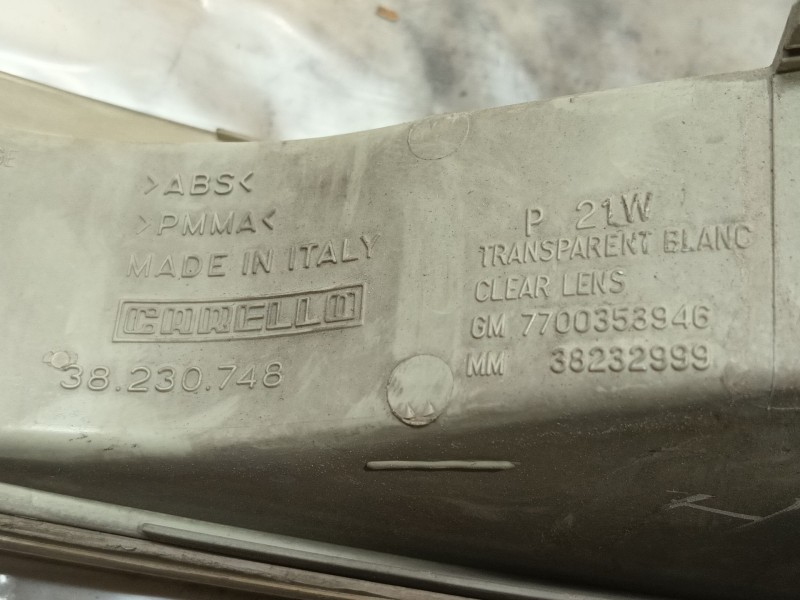 >ABS<
>PMMA<
MADE IN ITALY
CARELLO
38.230.748
P 21W
TRANSPARENT BLANC
CLEAR LENS
GM 7700353946
MM 38232999